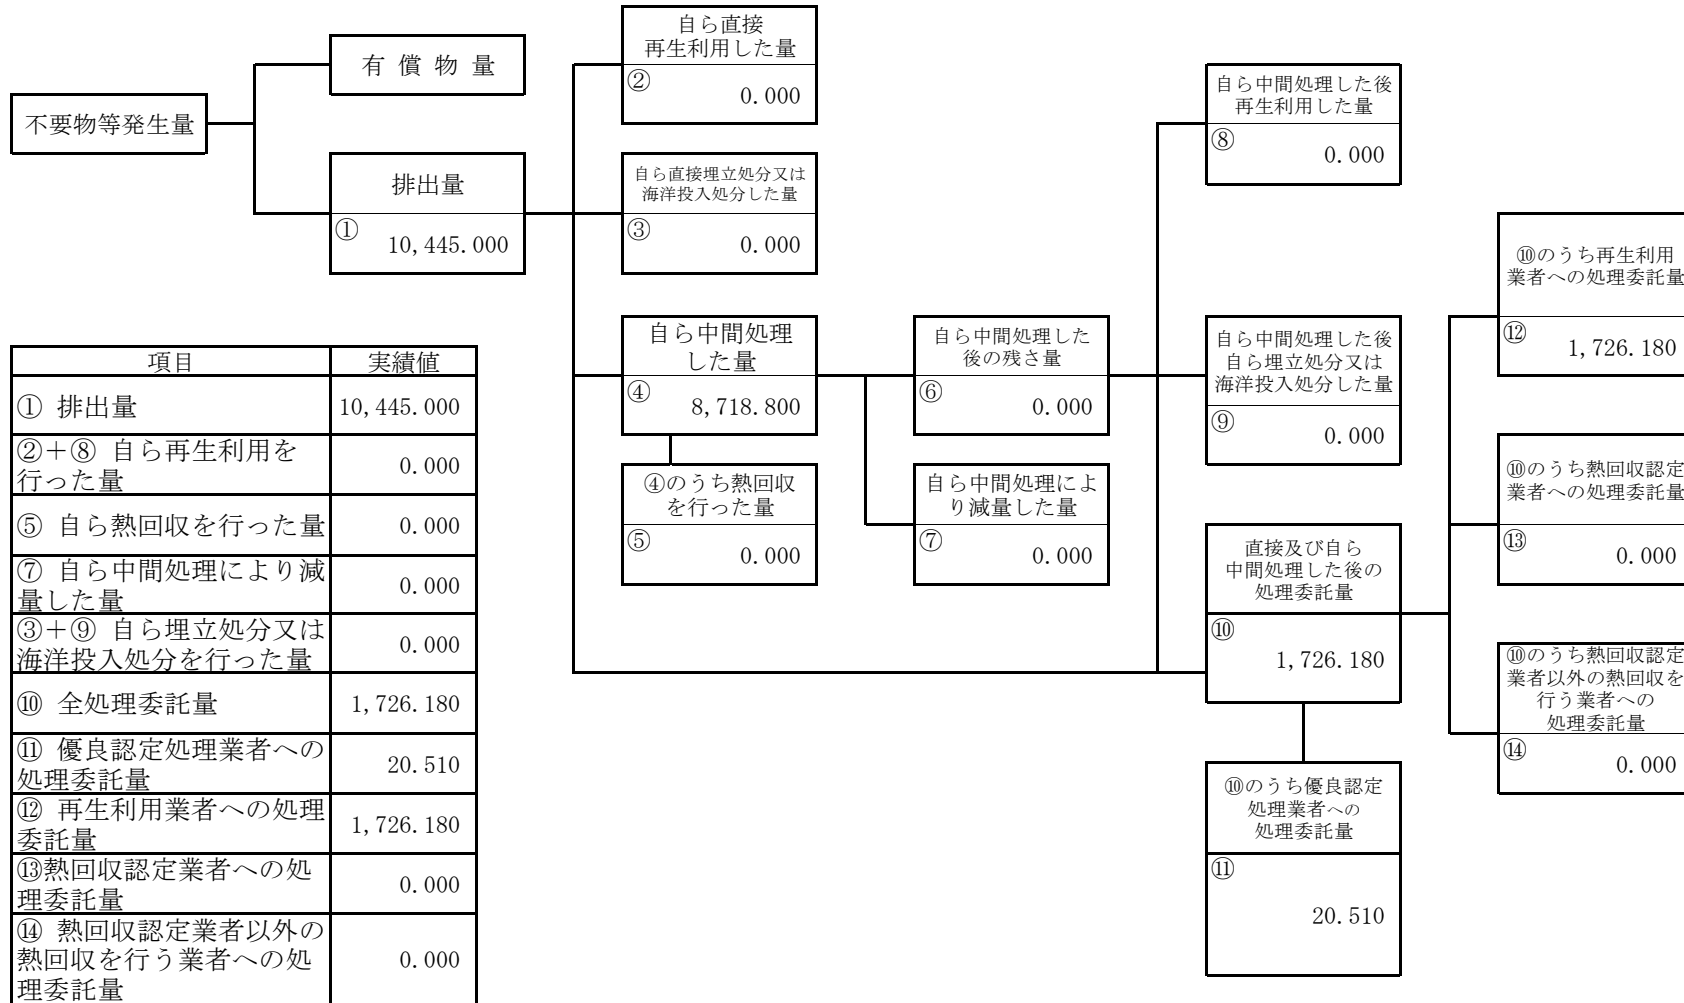 不要物等発生量
有 償 物 量
排出量
① 10,445.000
自ら直接
再生利用した量
② 0.000
自ら直接埋立処分又は
海洋投入処分した量
③ 0.000
自ら中間処理
した量
④ 8,718.800
④のうち熱回収
を行った量
⑤ 0.000
自ら中間処理した
後の残さ量
⑥ 0.000
自ら中間処理によ
り減量した量
⑦ 0.000
自ら中間処理した後
再生利用した量
⑧ 0.000
自ら中間処理した後
自ら埋立処分又は
海洋投入処分した量
⑨ 0.000
直接及び自ら
中間処理した後の
処理委託量
⑩ 1,726.180
⑩のうち優良認定
処理業者への
処理委託量
⑪ 20.510
⑩のうち再生利用
業者への処理委託量
⑫ 1,726.180
⑩のうち熱回収認定
業者への処理委託量
⑬ 0.000
⑩のうち熱回収認定
業者以外の熱回収を
行う業者への
処理委託量
⑭ 0.000
項目 実績値
① 排出量 10,445.000
②+⑧ 自ら再生利用を
行った量 0.000
⑤ 自ら熱回収を行った量 0.000
⑦ 自ら中間処理により減
量した量 0.000
③+⑨ 自ら埋立処分又は
海洋投入処分を行った量 0.000
⑩ 全処理委託量 1,726.180
⑪ 優良認定処理業者への
処理委託量 20.510
⑫ 再生利用業者への処理
委託量 1,726.180
⑬熱回収認定業者への処
理委託量 0.000
⑭ 熱回収認定業者以外の
熱回収を行う業者への処
理委託量 0.000